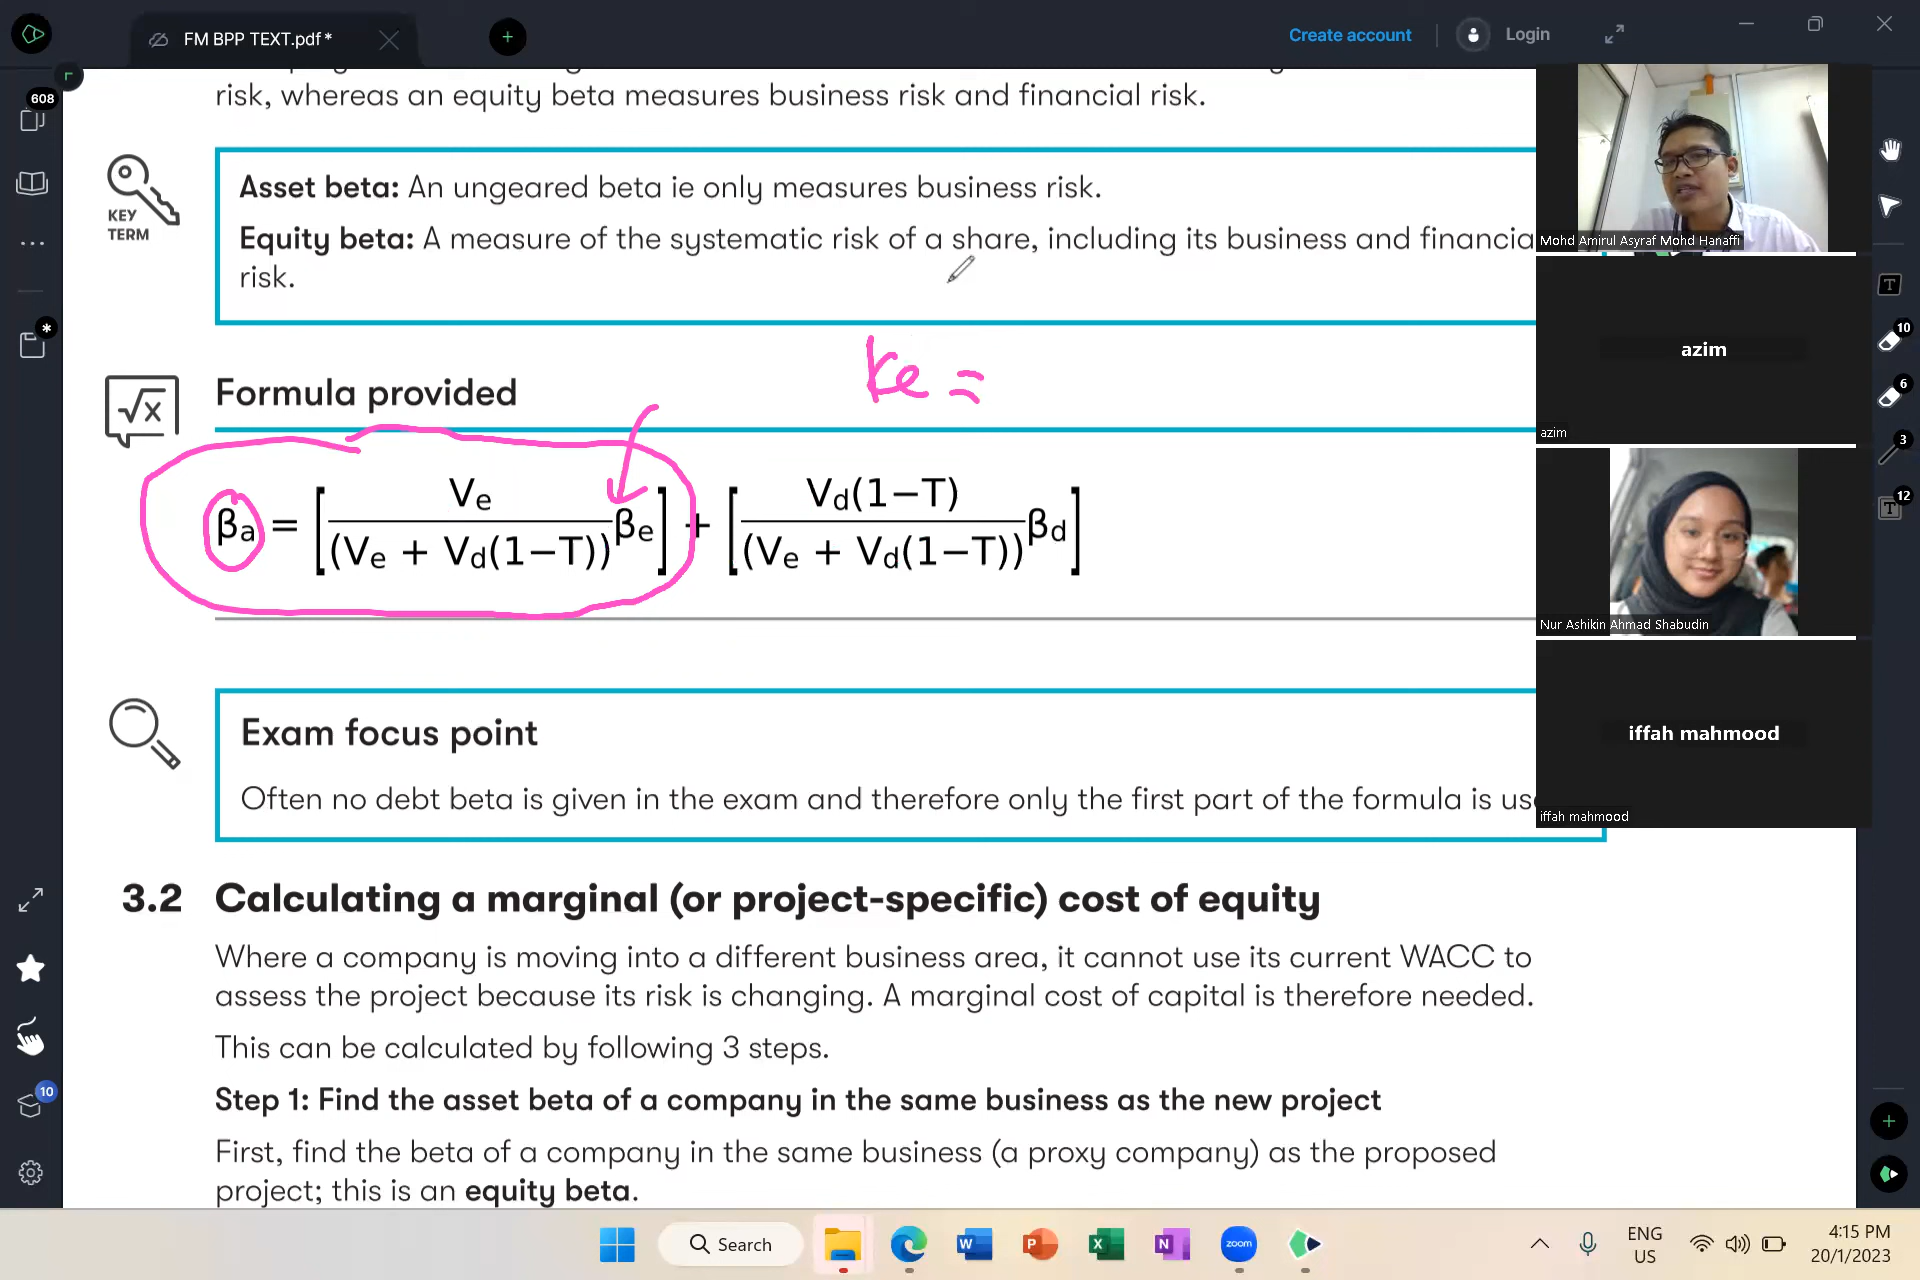 FM BPP TEXT.pdf *
Create account
Login
608
risk, whereas an equity beta measures business risk and financial risk.
KEY
TERM
Asset beta: An ungeared beta ie only measures business risk.
Equity beta: A measure of the systematic risk of a share, including its business and financia
risk.
Mohd Amirul Asyraf Mohd Hanaffi
azim
azim
ke =
√x
Formula provided
βa = [Ve/(Ve + Vd(1−T)) βe] + [Vd(1−T)/(Ve + Vd(1−T)) βd]
Nur Ashikin Ahmad Shabudin
iffah mahmood
iffah mahmood
Exam focus point
Often no debt beta is given in the exam and therefore only the first part of the formula is us
3.2 Calculating a marginal (or project-specific) cost of equity
Where a company is moving into a different business area, it cannot use its current WACC to
assess the project because its risk is changing. A marginal cost of capital is therefore needed.
This can be calculated by following 3 steps.
Step 1: Find the asset beta of a company in the same business as the new project
First, find the beta of a company in the same business (a proxy company) as the proposed
project; this is an equity beta.
10
10
6
3
12
T
T
Search
W
P
X
N
zoom
ENG
US
4:15 PM
20/1/2023